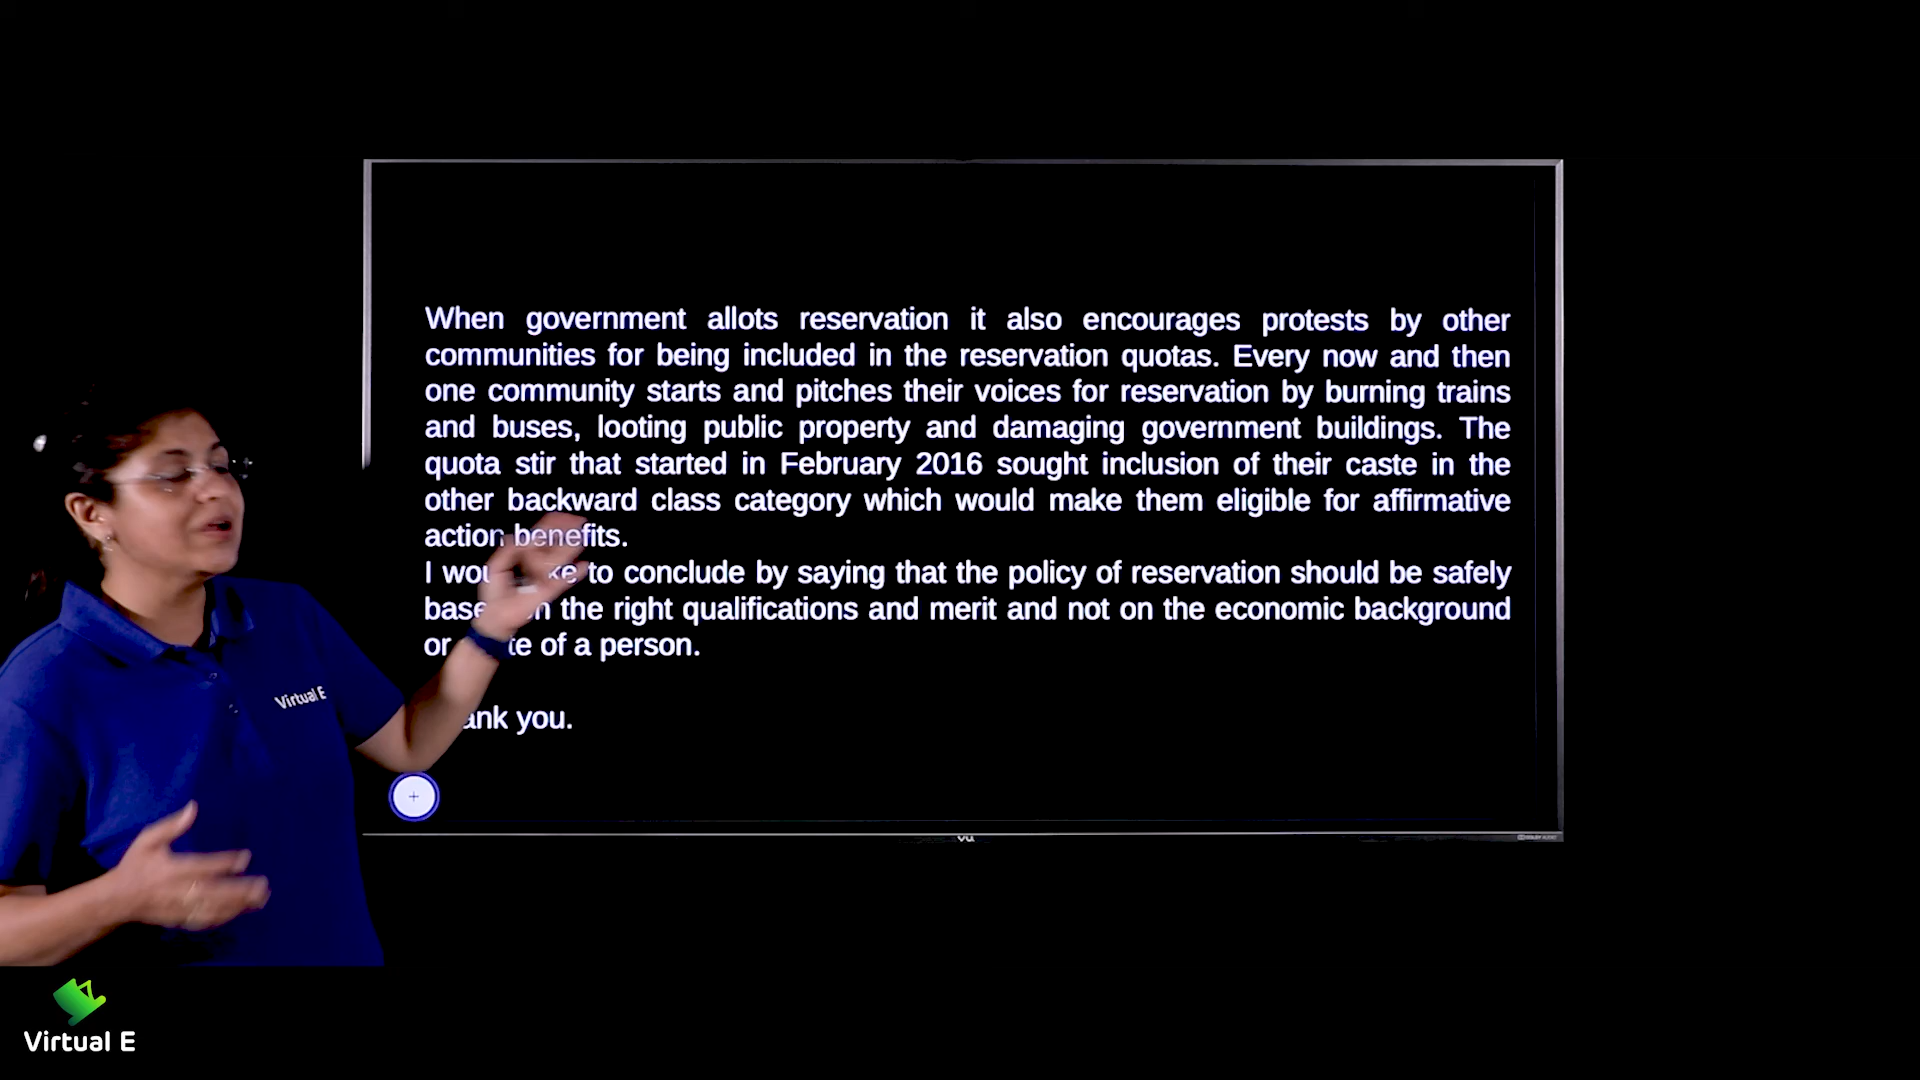 When government allots reservation it also encourages protests by other
communities for being included in the reservation quotas. Every now and then
one community starts and pitches their voices for reservation by burning trains
and buses, looting public property and damaging government buildings. The
quota stir that started in February 2016 sought inclusion of their caste in the
other backward class category which would make them eligible for affirmative
action benefits.
I to conclude by saying that the policy of reservation should be safely
the right qualifications and merit and not on the economic background
or of a person.
you.
Virtual E
vu
Virtual E